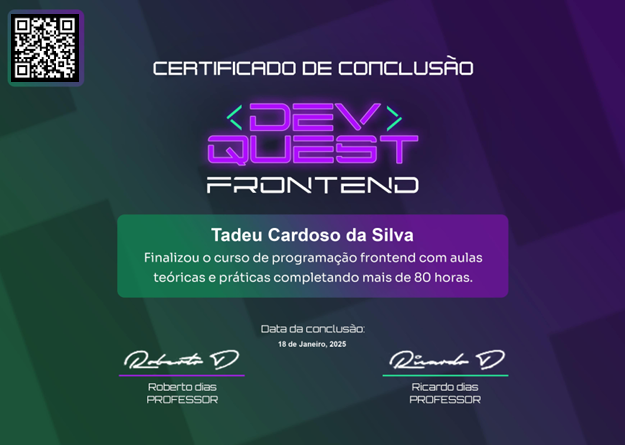 CERTIFICADO DE CONCLUSÃO
<DEV>
QUEST
FRONTEND
Tadeu Cardoso da Silva
Finalizou o curso de programação frontend com aulas
teóricas e práticas completando mais de 80 horas.
Data da conclusão:
18 de Janeiro, 2025
Roberto D
Ricardo D
Roberto dias
PROFESSOR
Ricardo dias
PROFESSOR